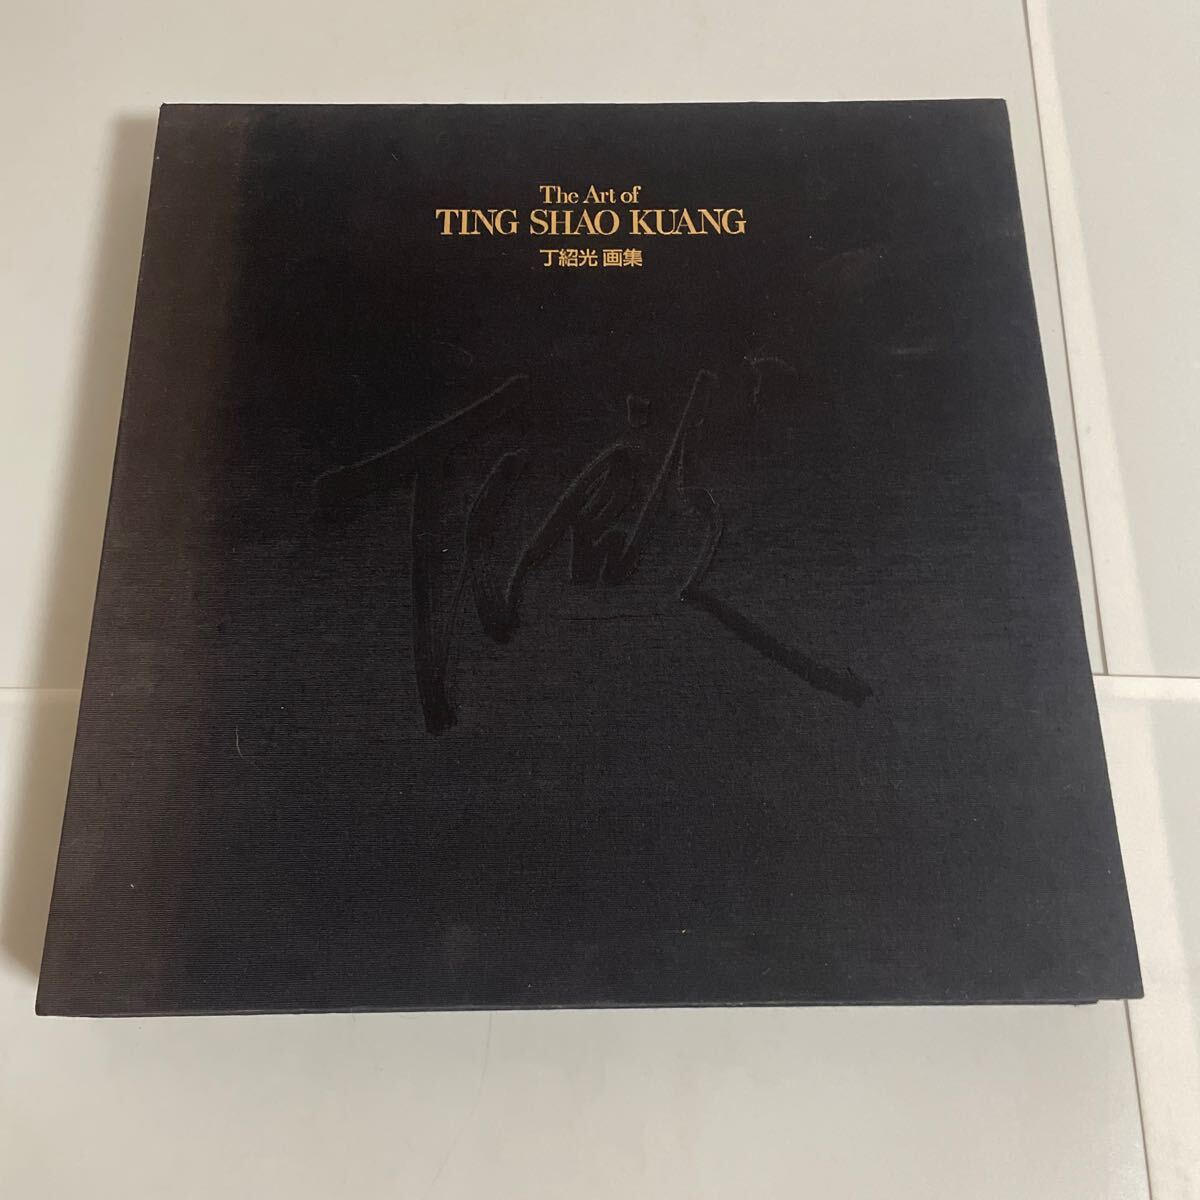 The Art of
TING SHAO KUANG
丁紹光 画集